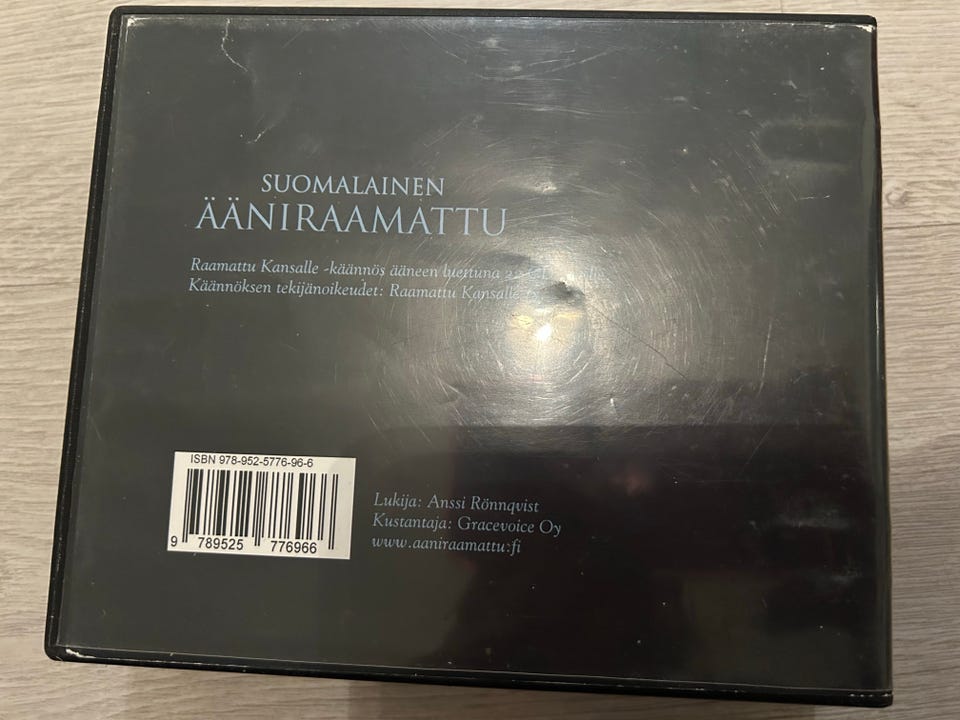 SUOMALAINEN
ÄÄNIRAAMATTU
Raamattu Kansalle -käännös ääneen luettuna
Käännöksen tekijänoikeudet: Raamattu Kansalle
ISBN 978-952-5776-96-6
9 789525 776966
Lukija: Anssi Rönnqvist
Kustantaja: Gracevoice Oy
www.aaniraamattu.fi